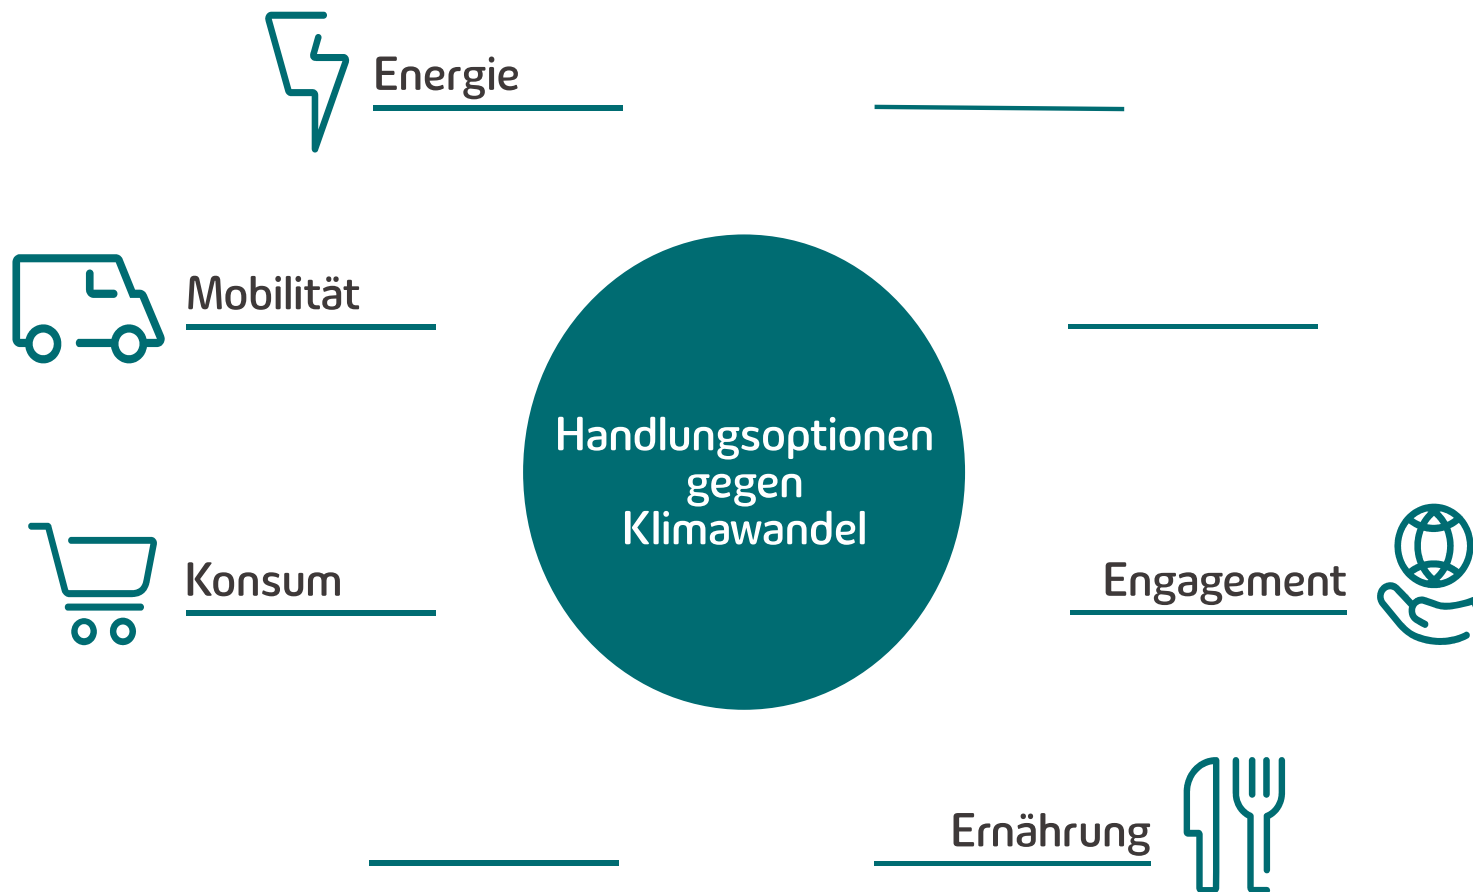 Energie
Mobilität
Handlungsoptionen
gegen
Klimawandel
Konsum
Engagement
Ernährung